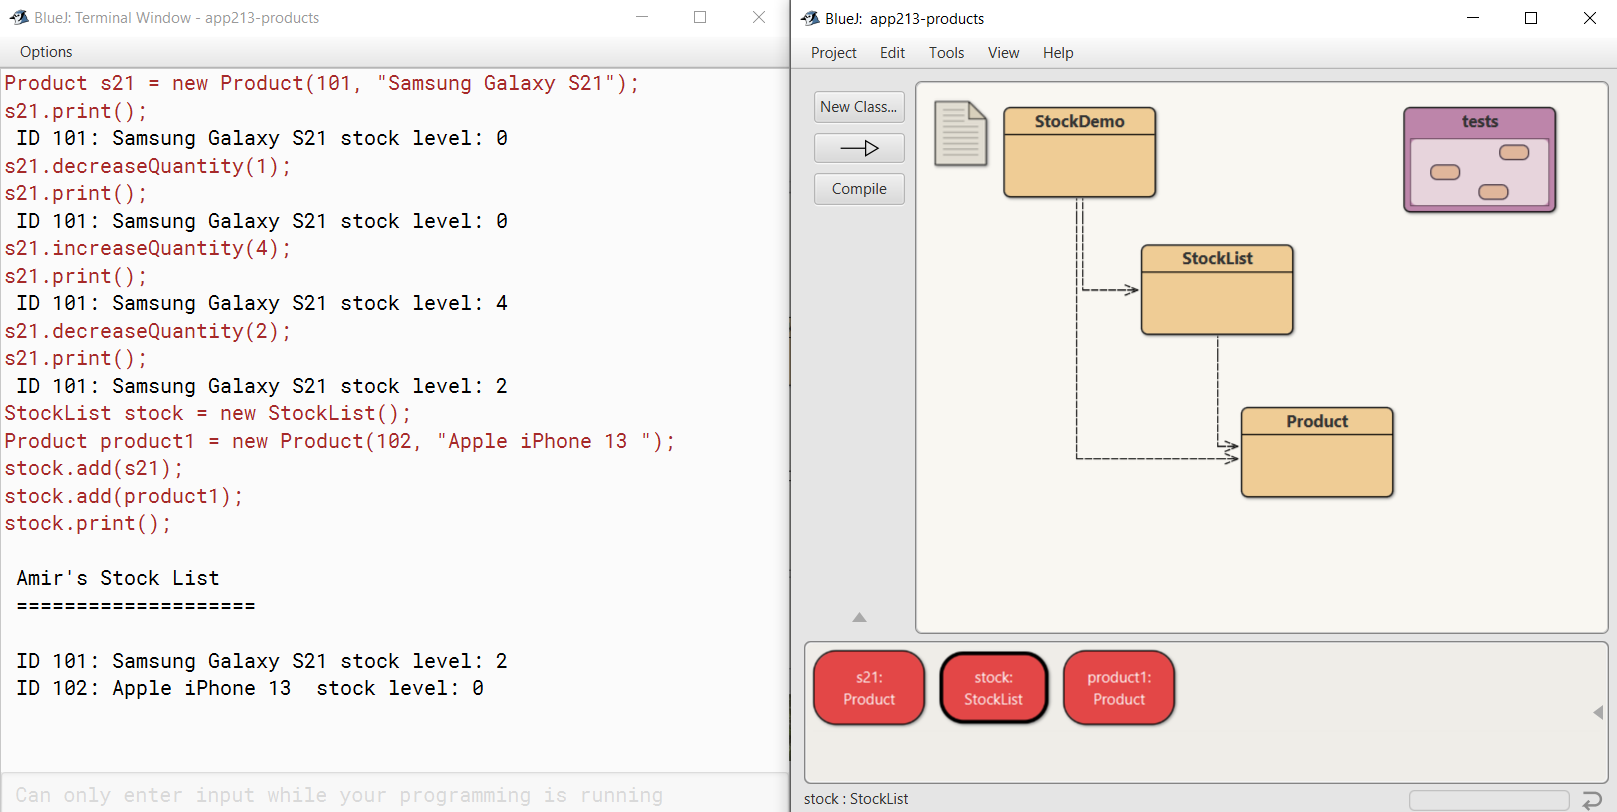 BlueJ: Terminal Window - app213-products
Options
Product s21 = new Product(101, "Samsung Galaxy S21");
s21.print();
ID 101: Samsung Galaxy S21 stock level: 0
s21.decreaseQuantity(1);
s21.print();
ID 101: Samsung Galaxy S21 stock level: 0
s21.increaseQuantity(4);
s21.print();
ID 101: Samsung Galaxy S21 stock level: 4
s21.decreaseQuantity(2);
s21.print();
ID 101: Samsung Galaxy S21 stock level: 2
StockList stock = new StockList();
Product product1 = new Product(102, "Apple iPhone 13 ");
stock.add(s21);
stock.add(product1);
stock.print();
Amir's Stock List
====================
ID 101: Samsung Galaxy S21 stock level: 2
ID 102: Apple iPhone 13  stock level: 0
Can only enter input while your programming is running
BlueJ:  app213-products
Project Edit Tools View Help
New Class...
Compile
StockDemo
tests
StockList
Product
s21:
Product
stock:
StockList
product1:
Product
stock : StockList